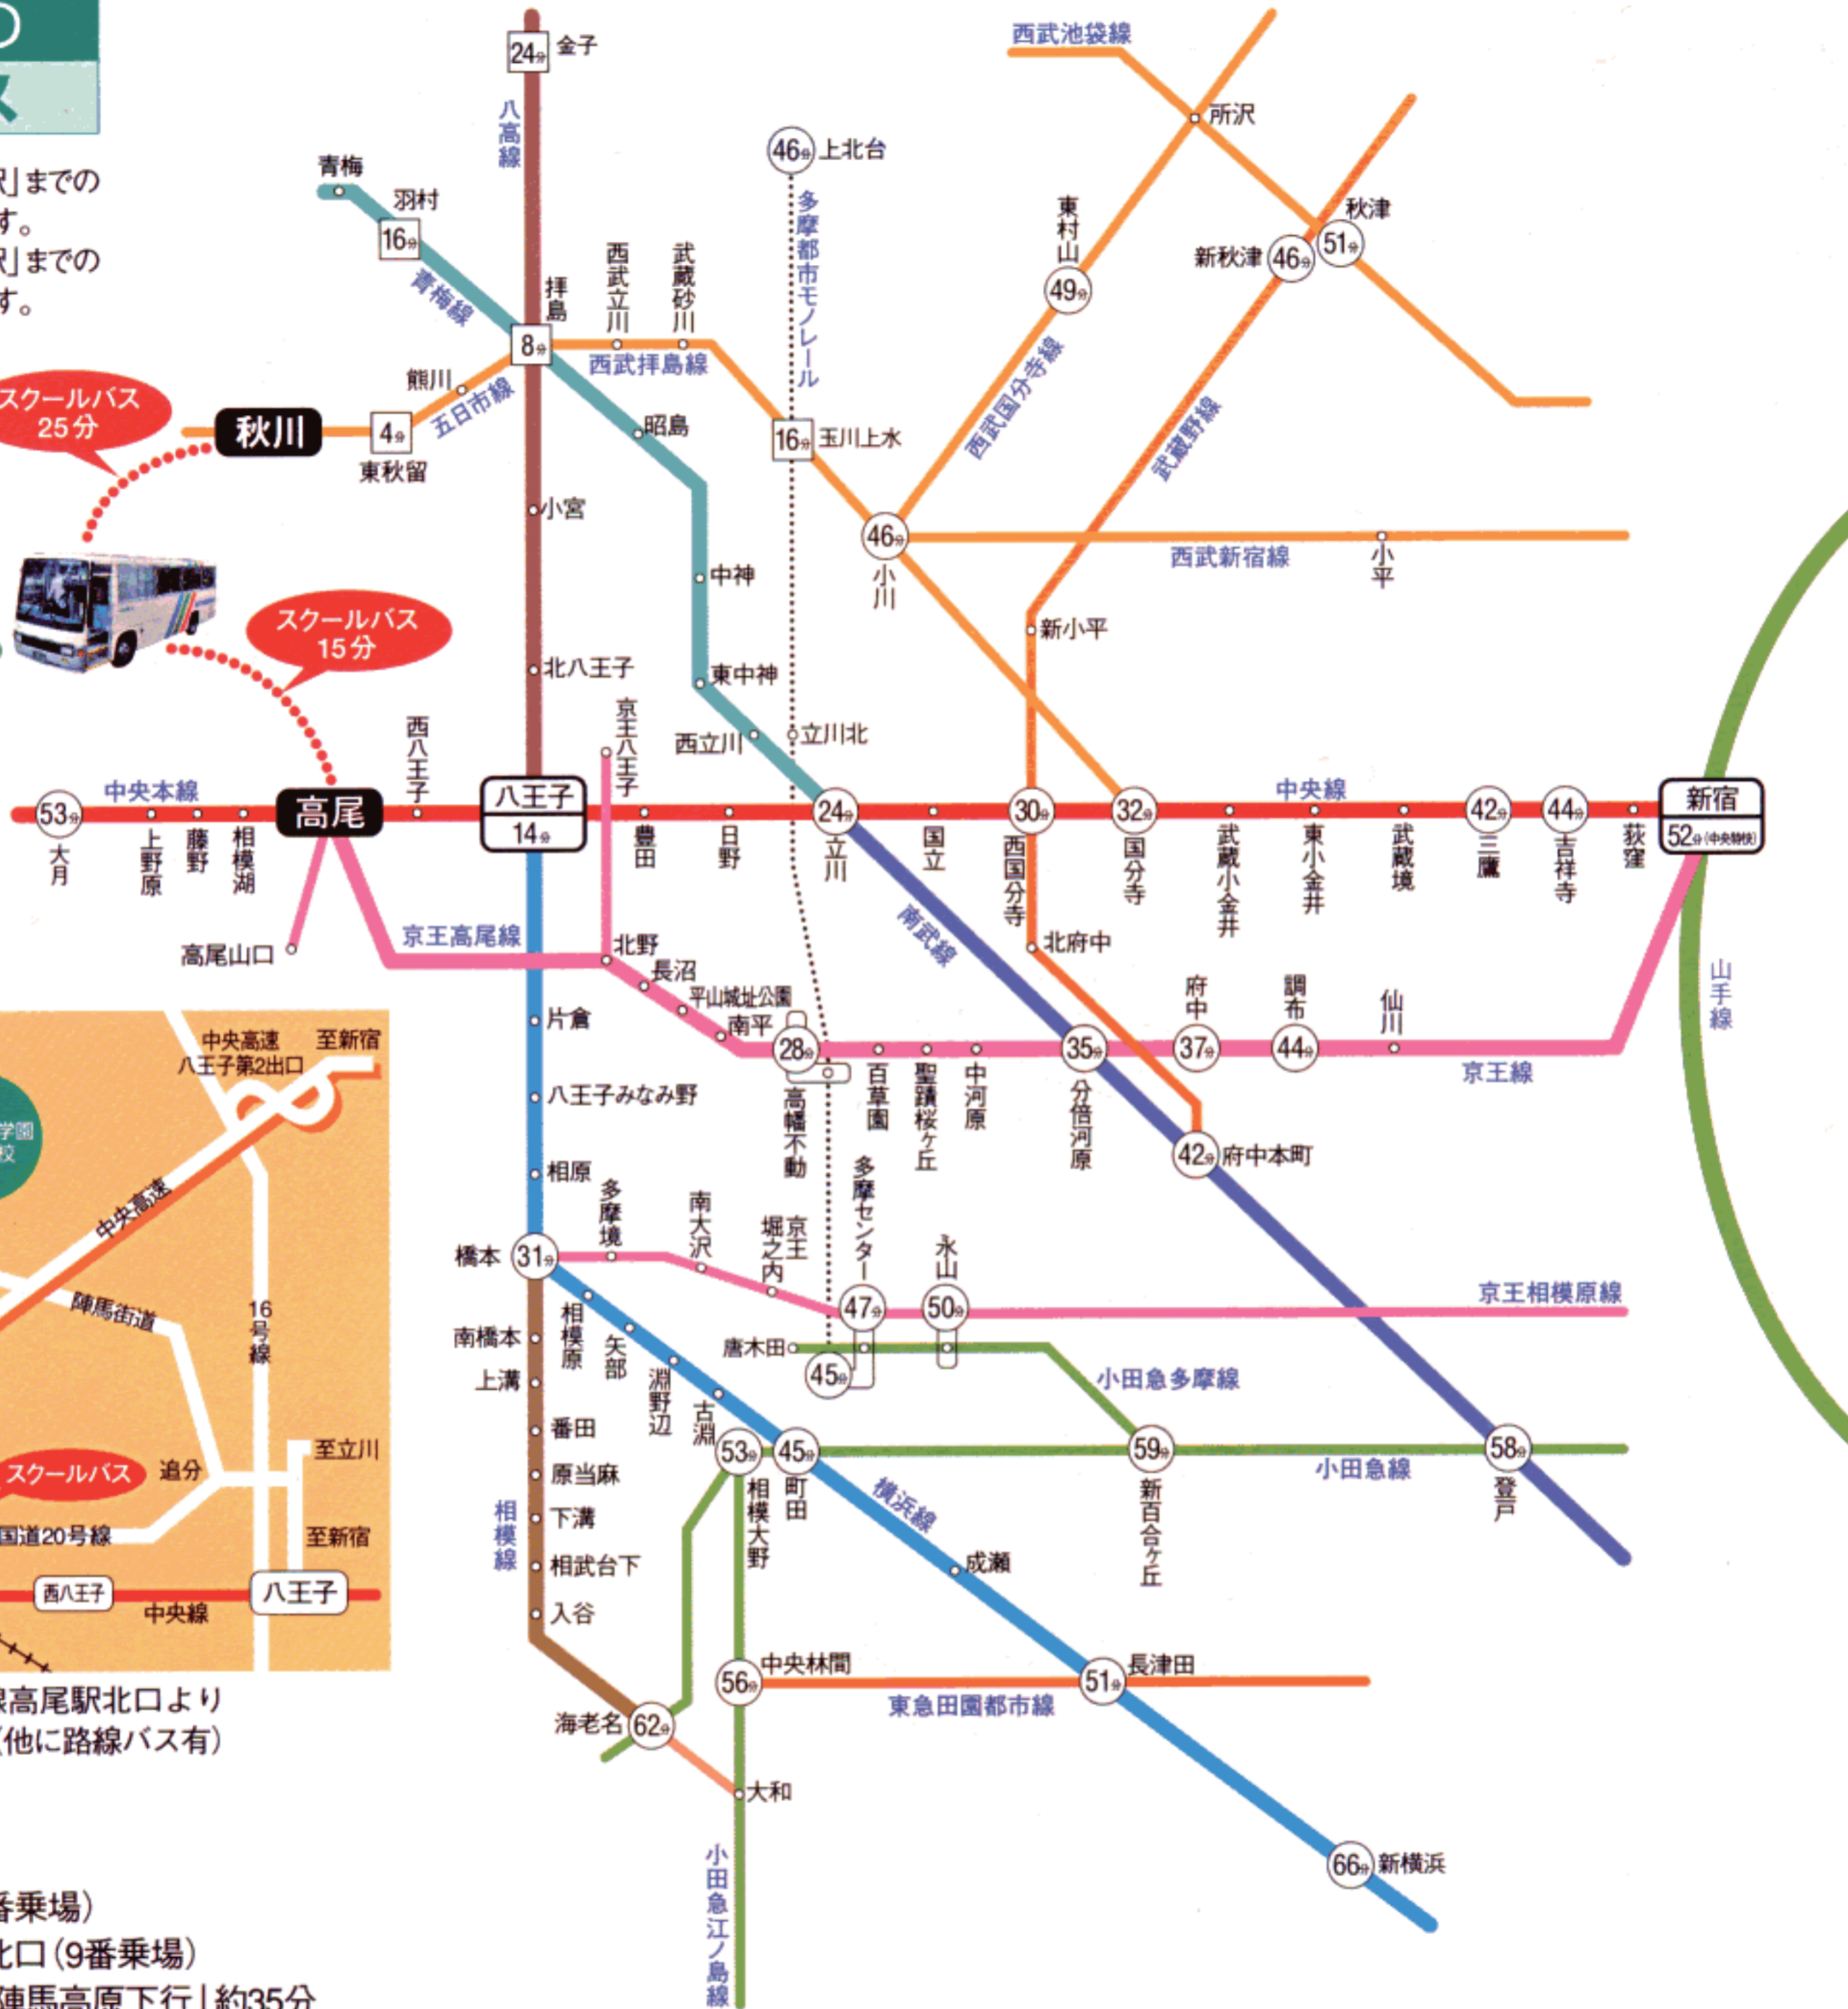 ス
駅」までの
す。
駅」までの
す。
スクールバス
25分
スクールバス
15分
24分
金子
八高線
青梅
羽村
16分
青梅線
拝島
8分
西武立川
武蔵砂川
西武拝島線
46分
上北台
多摩都市モノレール
西武池袋線
所沢
秋津
51分
新秋津
46分
東村山
49分
西武国分寺線
武蔵野線
熊川
五日市線
秋川
4分
東秋留
昭島
16分
玉川上水
小宮
中神
46分
小川
西武新宿線
小平
新小平
北八王子
東中神
京王八王子
西立川
立川北
西八王子
中央本線
53分
大月
上野原
藤野
相模湖
高尾
八王子
14分
豊田
日野
24分
立川
国立
30分
西国分寺
32分
国分寺
武蔵小金井
中央線
東小金井
武蔵境
42分
三鷹
44分
吉祥寺
荻窪
新宿
52分(中央特快)
高尾山口
京王高尾線
北野
長沼
平山城址公園
南平
南武線
北府中
山手線
28分
高幡不動
百草園
聖蹟桜ヶ丘
中河原
35分
分倍河原
37分
府中
44分
調布
仙川
京王線
42分
府中本町
片倉
八王子みなみ野
相原
橋本
31分
多摩境
南大沢
京王
堀之内
多摩センター
47分
永山
50分
京王相模原線
唐木田
45分
小田急多摩線
南橋本
上溝
番田
原当麻
下溝
相武台下
入谷
相模線
相模原
矢部
淵野辺
古淵
53分
相模大野
45分
町田
59分
新百合ヶ丘
小田急線
58分
登戸
横浜線
成瀬
56分
中央林間
東急田園都市線
51分
長津田
海老名
62分
大和
66分
新横浜
小田急江ノ島線
中央高速
八王子第2出口
至新宿
学園
校
中央高速
陣馬街道
16号線
スクールバス
追分
至立川
国道20号線
至新宿
西八王子
中央線
八王子
線高尾駅北口より
(他に路線バス有)
番乗場)
北口(9番乗場)
陣馬高原下行」約35分